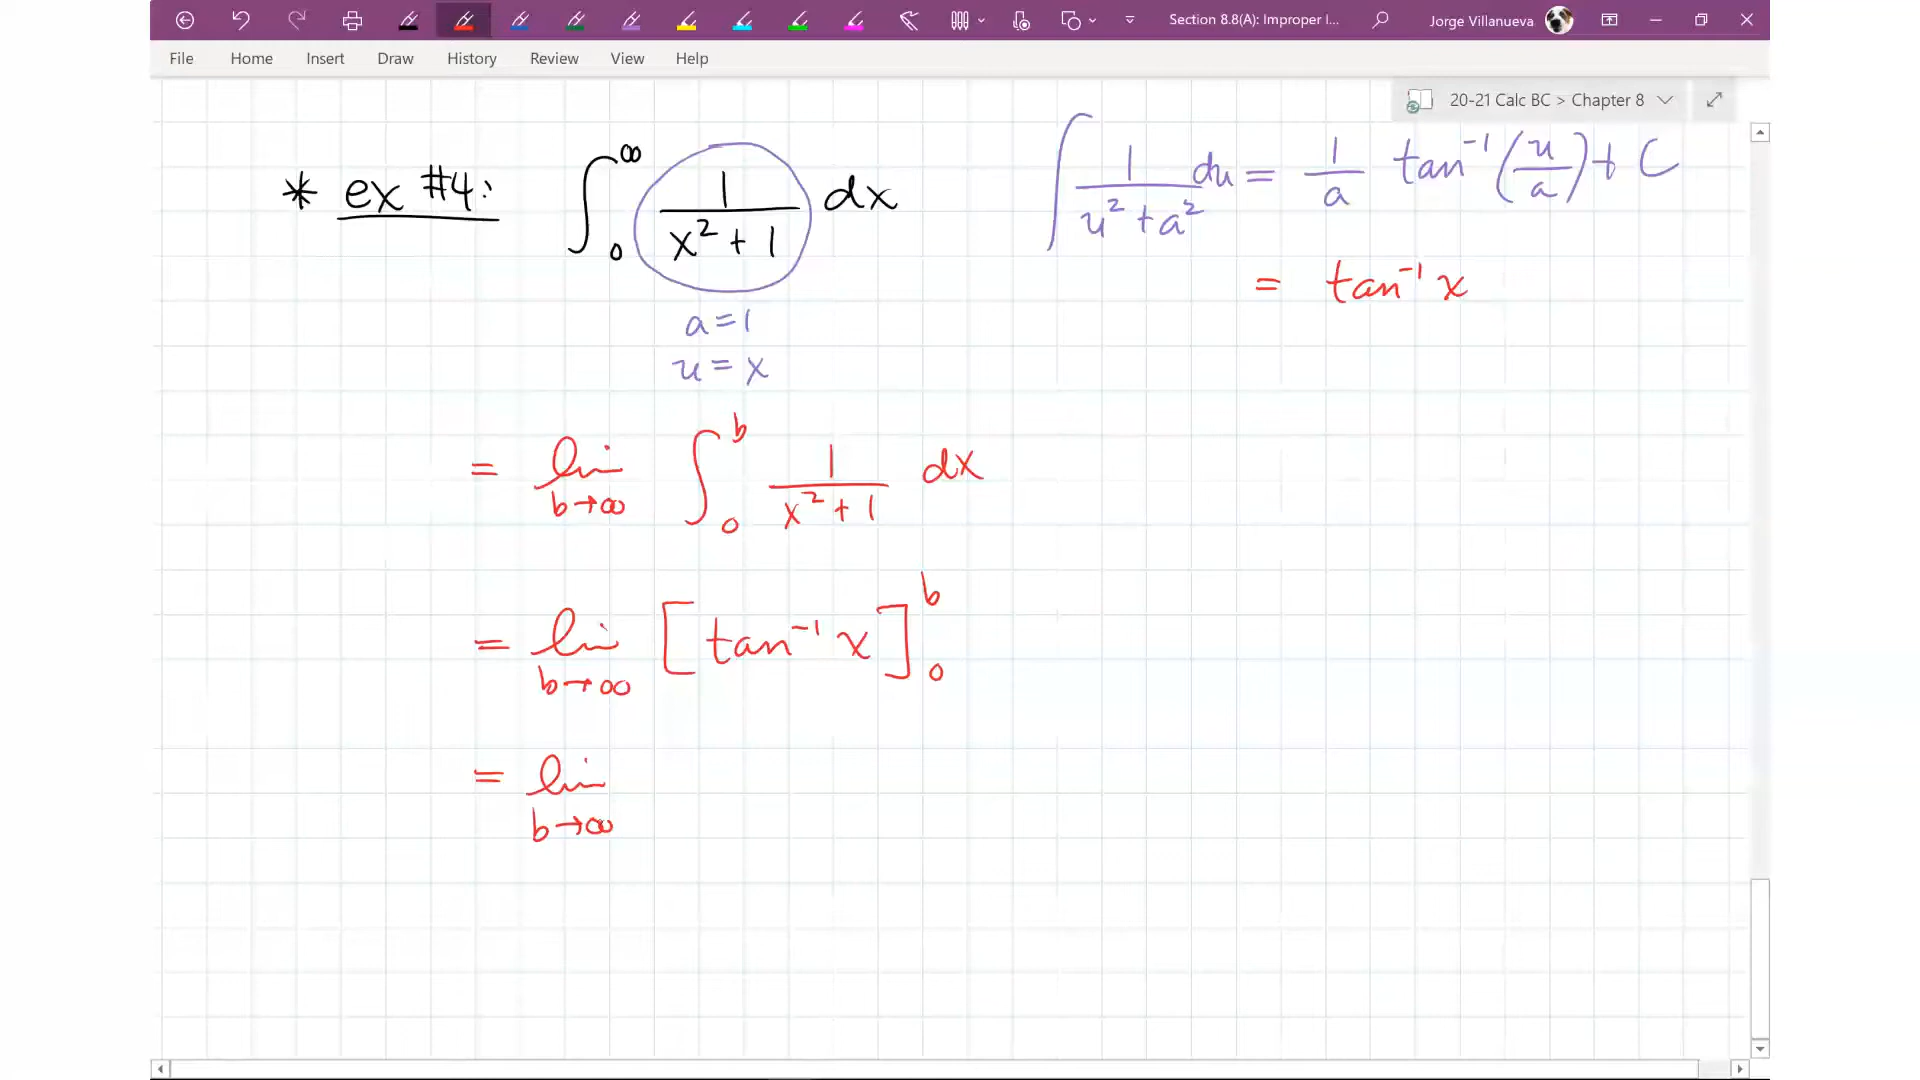 Section 8.8(A): Improper I... Jorge Villanueva
File Home Insert Draw History Review View Help
20-21 Calc BC > Chapter 8
* ex #4: ∫₀^∞ 1/(x² + 1) dx
a = 1
u = x
∫ 1/(u² + a²) du = 1/a tan⁻¹(u/a) + C
= tan⁻¹ x
= lim b→∞ ∫₀^b 1/(x² + 1) dx
= lim b→∞ [tan⁻¹ x]₀^b
= lim b→∞